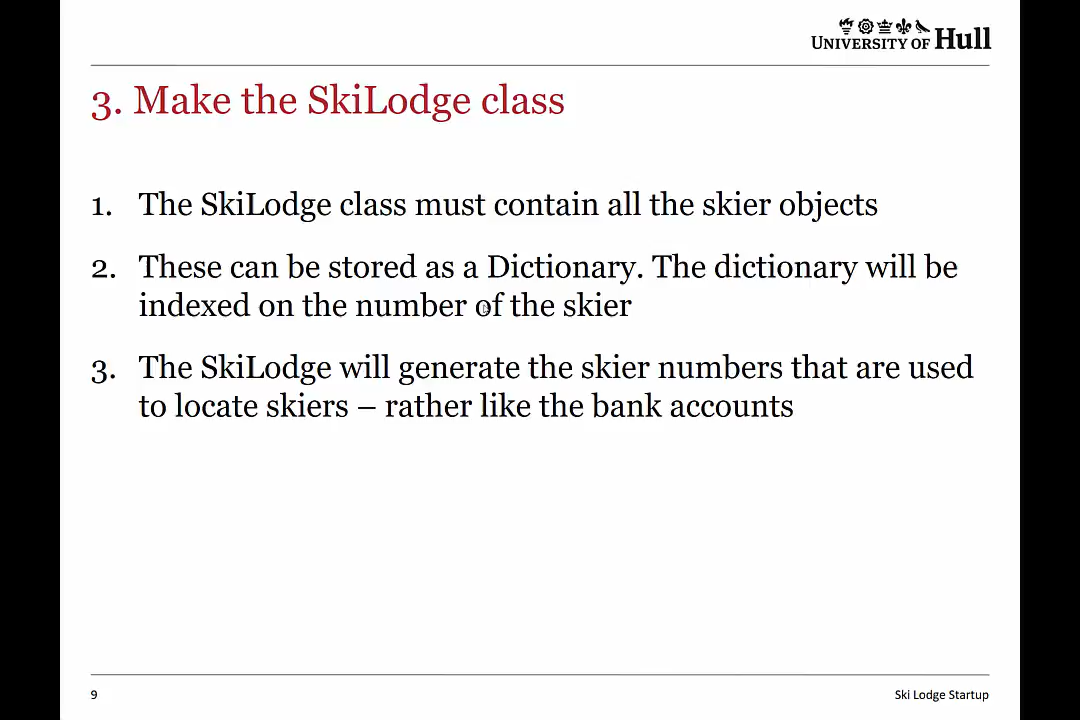 UNIVERSITY OF Hull
3. Make the SkiLodge class
1. The SkiLodge class must contain all the skier objects
2. These can be stored as a Dictionary. The dictionary will be
indexed on the number of the skier
3. The SkiLodge will generate the skier numbers that are used
to locate skiers – rather like the bank accounts
9
Ski Lodge Startup